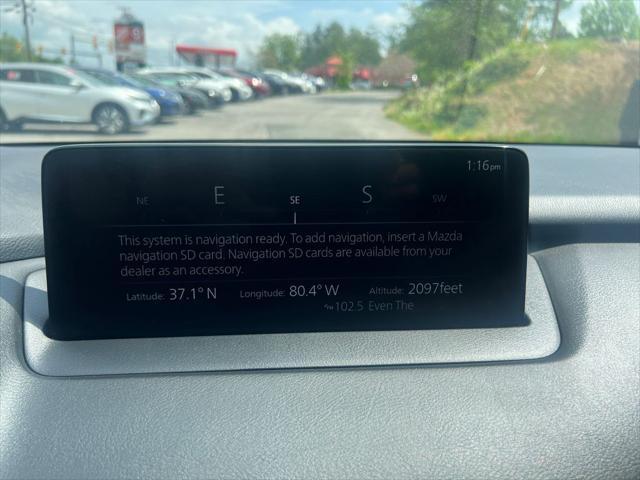 1:16pm
NE E SE S SW
This system is navigation ready. To add navigation, insert a Mazda
navigation SD card. Navigation SD cards are available from your
dealer as an accessory.
Latitude: 37.1°N Longitude: 80.4°W Altitude: 2097feet
FM 102.5 Even The